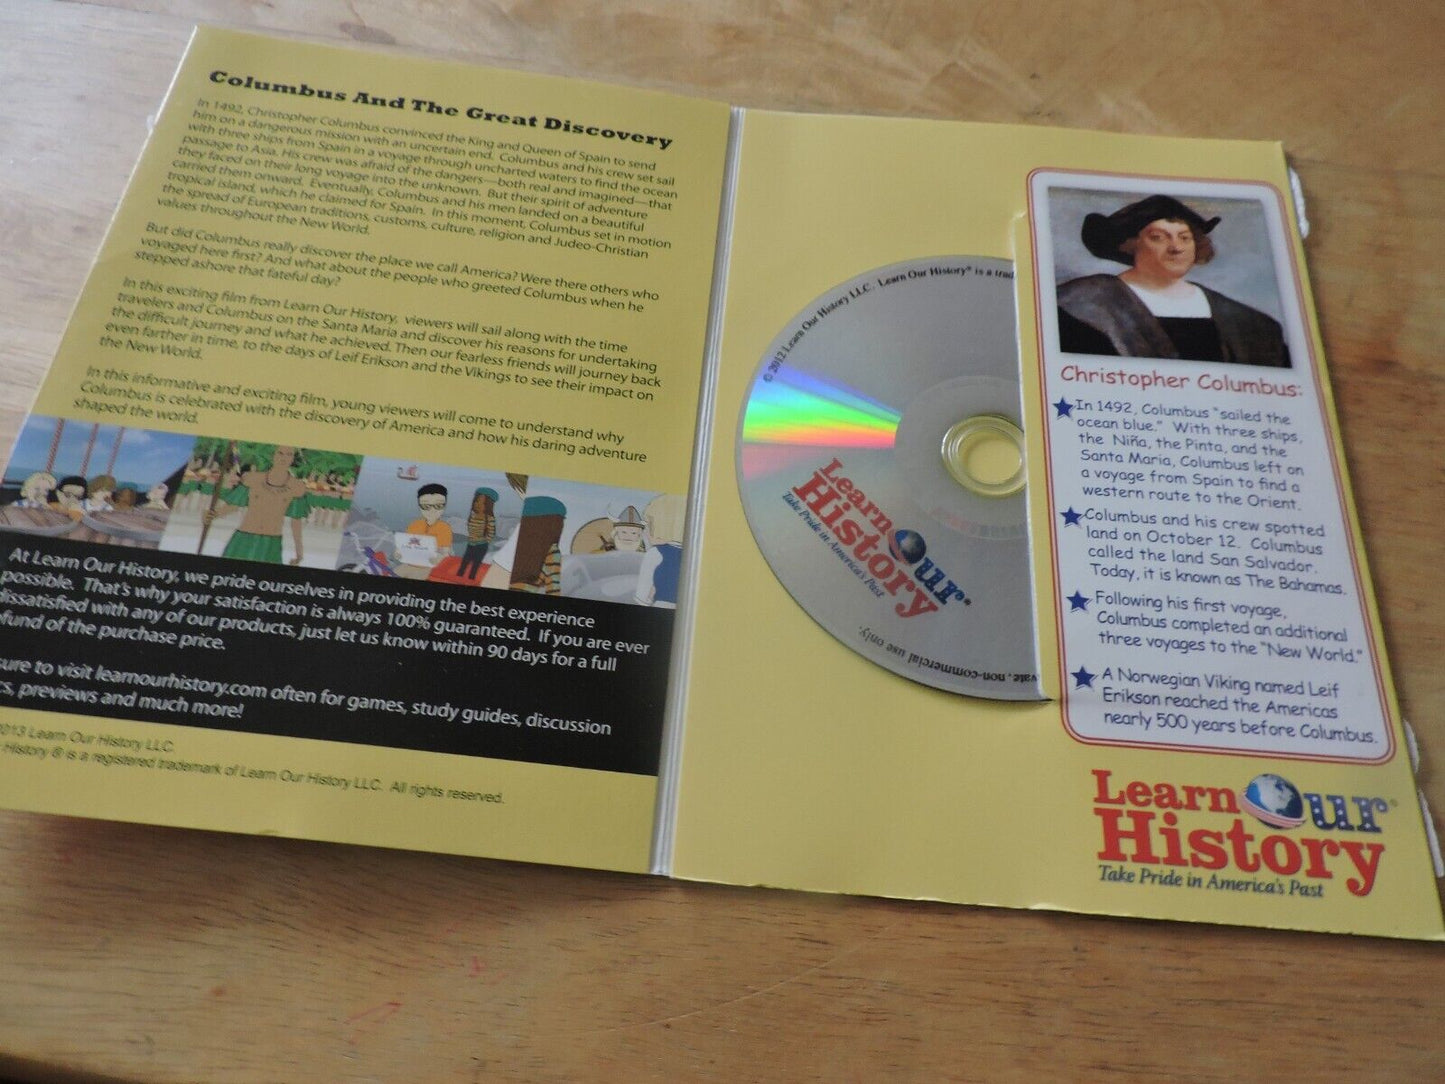 Columbus And The Great Discovery
In 1492, Christopher Columbus convinced the King and Queen of Spain to send
him on a dangerous mission with an uncertain end. Columbus and his crew set sail
with three ships from Spain in a voyage through uncharted waters to find the ocean
passage to Asia. His crew was afraid of the dangers—both real and imagined—that
they faced on their long voyage into the unknown. But their spirit of adventure
carried them onward. Eventually, Columbus and his men landed on a beautiful
tropical island, which he claimed for Spain. In this moment, Columbus set in motion
the spread of European traditions, customs, culture, religion and Judeo-Christian
values throughout the New World.
But did Columbus really discover the place we call America? Were there others who
voyaged here first? And what about the people who greeted Columbus when he
stepped ashore that fateful day?
In this exciting film from Learn Our History, viewers will sail along with the time
travelers and Columbus on the Santa Maria and discover his reasons for undertaking
the difficult journey and what he achieved. Then our fearless friends will journey back
even farther in time, to the days of Leif Erikson and the Vikings to see their impact on
the New World.
In this informative and exciting film, young viewers will come to understand why
Columbus is celebrated with the discovery of America and how his daring adventure
shaped the world.
At Learn Our History, we pride ourselves in providing the best experience
possible. That's why your satisfaction is always 100% guaranteed. If you are ever
dissatisfied with any of our products, just let us know within 90 days for a full
fund of the purchase price.
sure to visit learnourhistory.com often for games, study guides, discussion
cs, previews and much more!
2013 Learn Our History LLC.
History ® is a registered trademark of Learn Our History LLC. All rights reserved.
© 2012 Learn Our History LLC. Learn Our History® is a trad
Learn Our
History®
Take Pride in America's Past
vate, non-commercial use only.
Christopher Columbus:
In 1492, Columbus "sailed the
ocean blue." With three ships,
the Niña, the Pinta, and the
Santa Maria, Columbus left on
a voyage from Spain to find a
western route to the Orient.
Columbus and his crew spotted
land on October 12. Columbus
called the land San Salvador.
Today, it is known as The Bahamas.
Following his first voyage,
Columbus completed an additional
three voyages to the "New World."
A Norwegian Viking named Leif
Erikson reached the Americas
nearly 500 years before Columbus.
Learn Our®
History
Take Pride in America's Past